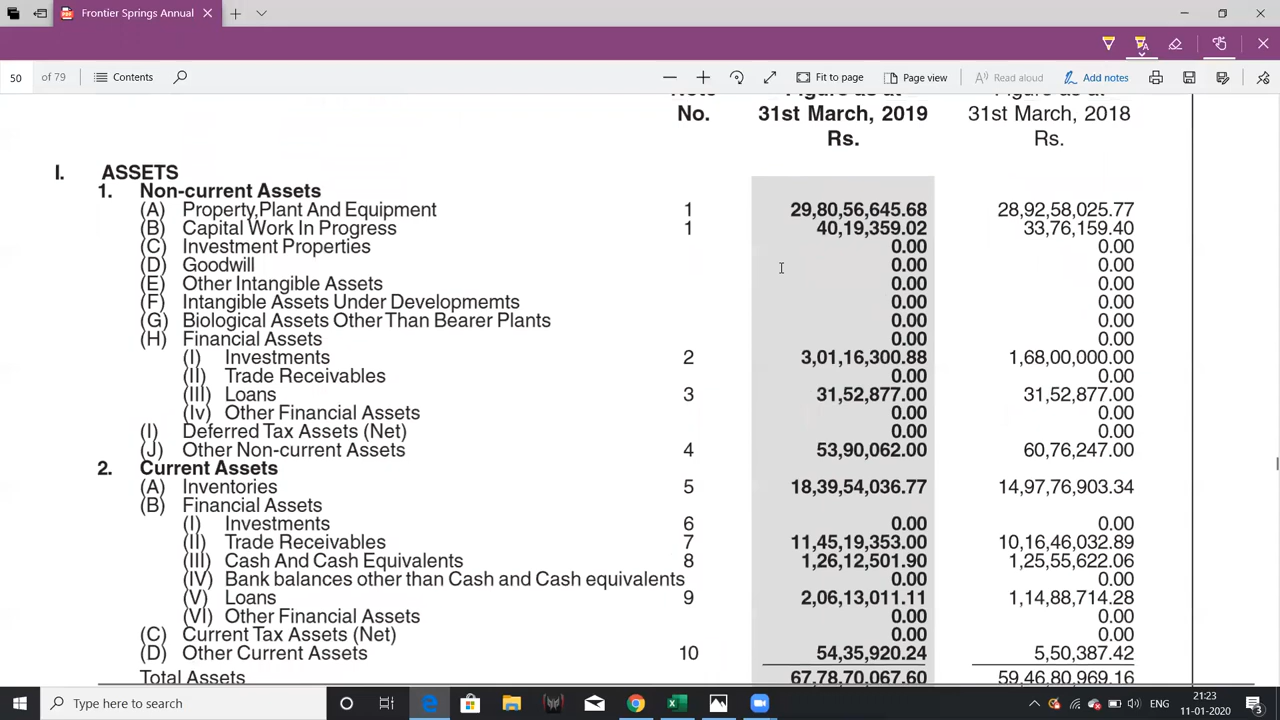 Frontier Springs Annual
50 of 79 Contents Fit to page Page view Read aloud Add notes
Note Figure as at Figure as at
No. 31st March, 2019 31st March, 2018
Rs. Rs.
I. ASSETS
1. Non-current Assets
(A) Property,Plant And Equipment 1 29,80,56,645.68 28,92,58,025.77
(B) Capital Work In Progress 1 40,19,359.02 33,76,159.40
(C) Investment Properties 0.00 0.00
(D) Goodwill 0.00 0.00
(E) Other Intangible Assets 0.00 0.00
(F) Intangible Assets Under Developmemts 0.00 0.00
(G) Biological Assets Other Than Bearer Plants 0.00 0.00
(H) Financial Assets 0.00 0.00
(I) Investments 2 3,01,16,300.88 1,68,00,000.00
(II) Trade Receivables 0.00 0.00
(III) Loans 3 31,52,877.00 31,52,877.00
(Iv) Other Financial Assets 0.00 0.00
(I) Deferred Tax Assets (Net) 0.00 0.00
(J) Other Non-current Assets 4 53,90,062.00 60,76,247.00
2. Current Assets
(A) Inventories 5 18,39,54,036.77 14,97,76,903.34
(B) Financial Assets
(I) Investments 6 0.00 0.00
(II) Trade Receivables 7 11,45,19,353.00 10,16,46,032.89
(III) Cash And Cash Equivalents 8 1,26,12,501.90 1,25,55,622.06
(IV) Bank balances other than Cash and Cash equivalents 0.00 0.00
(V) Loans 9 2,06,13,011.11 1,14,88,714.28
(VI) Other Financial Assets 0.00 0.00
(C) Current Tax Assets (Net) 0.00 0.00
(D) Other Current Assets 10 54,35,920.24 5,50,387.42
Total Assets 67,78,70,067.60 59,46,80,969.16
Type here to search ENG 21:23
11-01-2020 3